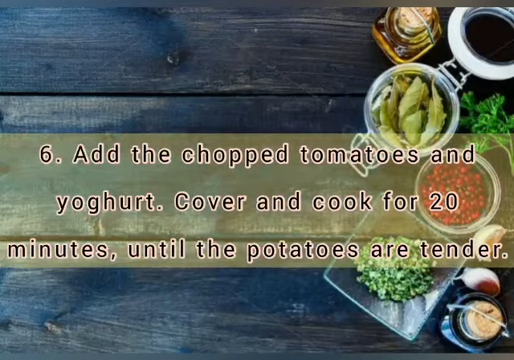 6. Add the chopped tomatoes and
yoghurt. Cover and cook for 20
minutes, until the potatoes are tender.